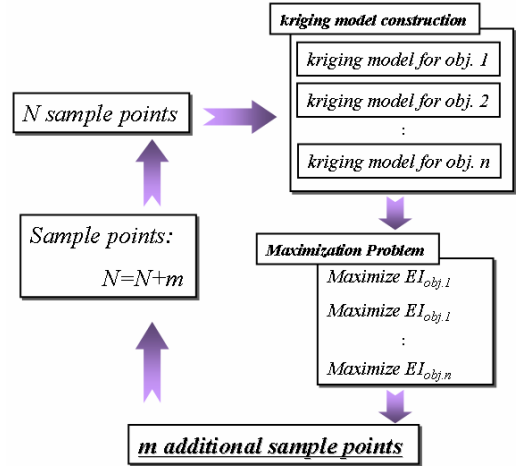 kriging model construction
kriging model for obj. 1
kriging model for obj. 2
:
kriging model for obj. n
N sample points
Sample points:
N=N+m
Maximization Problem
Maximize EIobj.1
Maximize EIobj.1
:
Maximize EIobj.n
m additional sample points